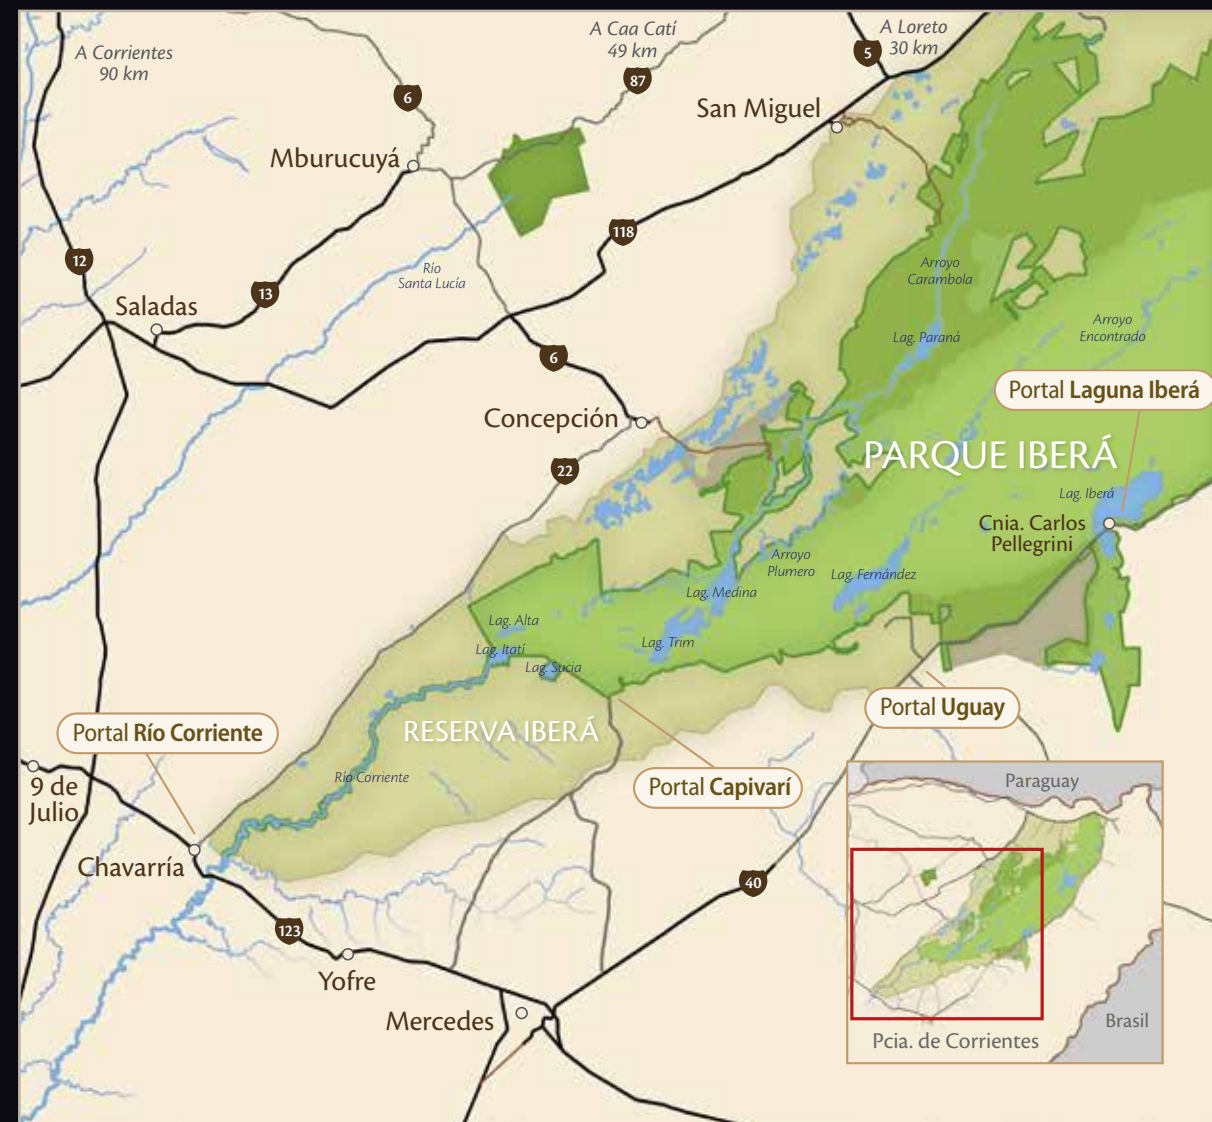 A Corrientes
90 km
A Caa Catí
49 km
A Loreto
30 km
5
87
6
San Miguel
Mburucuyá
118
12
Río
Santa Lucía
Arroyo
Carambola
13
Saladas
Arroyo
Encontrado
Lag. Paraná
6
Portal Laguna Iberá
Concepción
PARQUE IBERÁ
22
Lag. Iberá
Cnia. Carlos
Pellegrini
Arroyo
Plumero
Lag. Fernández
Lag. Medina
Lag. Alta
Lag. Trim
Lag. Itatí
Lag. Sucia
Portal Uguay
Portal Río Corriente
RESERVA IBERÁ
Río Corriente
Portal Capivarí
9 de
Julio
Paraguay
Chavarría
40
123
Yofre
Mercedes
Brasil
Pcia. de Corrientes